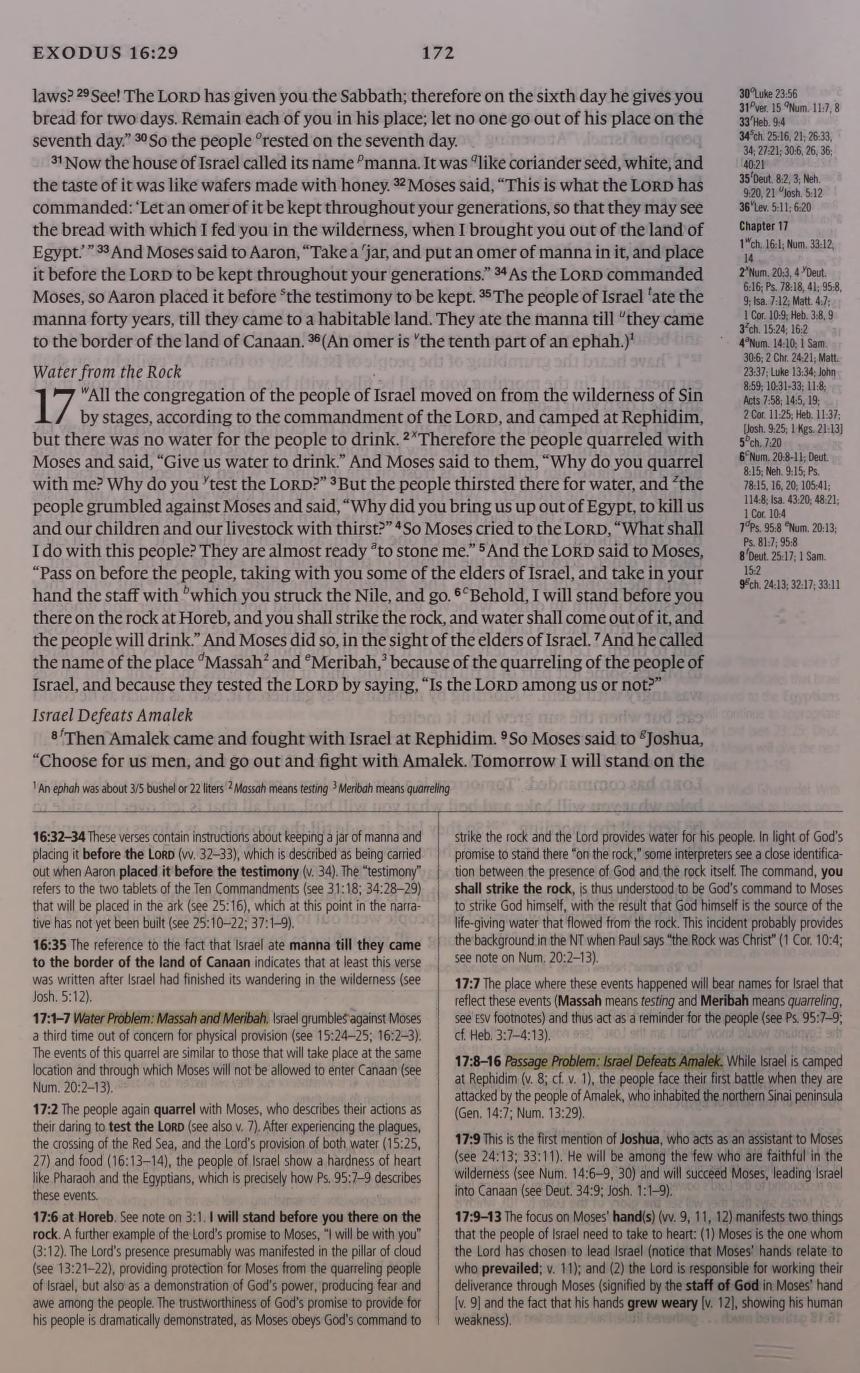 EXODUS 16:29
172
laws? 29 See! The LORD has given you the Sabbath; therefore on the sixth day he gives you
bread for two days. Remain each of you in his place; let no one go out of his place on the
seventh day.” 30 So the people orested on the seventh day.
31 Now the house of Israel called its name pmanna. It was qlike coriander seed, white, and
the taste of it was like wafers made with honey. 32 Moses said, “This is what the LORD has
commanded: ‘Let an omer of it be kept throughout your generations, so that they may see
the bread with which I fed you in the wilderness, when I brought you out of the land of
Egypt.’” 33 And Moses said to Aaron, “Take a rjar, and put an omer of manna in it, and place
it before the LORD to be kept throughout your generations.” 34 As the LORD commanded
Moses, so Aaron placed it before sthe testimony to be kept. 35 The people of Israel tate the
manna forty years, till they came to a habitable land. They ate the manna till uthey came
to the border of the land of Canaan. 36 (An omer is vthe tenth part of an ephah.)1
Water from the Rock
17 wAll the congregation of the people of Israel moved on from the wilderness of Sin
by stages, according to the commandment of the LORD, and camped at Rephidim,
but there was no water for the people to drink. 2 xTherefore the people quarreled with
Moses and said, “Give us water to drink.” And Moses said to them, “Why do you quarrel
with me? Why do you ytest the LORD?” 3 But the people thirsted there for water, and zthe
people grumbled against Moses and said, “Why did you bring us up out of Egypt, to kill us
and our children and our livestock with thirst?” 4 So Moses cried to the LORD, “What shall
I do with this people? They are almost ready ato stone me.” 5 And the LORD said to Moses,
“Pass on before the people, taking with you some of the elders of Israel, and take in your
hand the staff with bwhich you struck the Nile, and go. 6 cBehold, I will stand before you
there on the rock at Horeb, and you shall strike the rock, and water shall come out of it, and
the people will drink.” And Moses did so, in the sight of the elders of Israel. 7 And he called
the name of the place dMassah2 and eMeribah,3 because of the quarreling of the people of
Israel, and because they tested the LORD by saying, “Is the LORD among us or not?”
Israel Defeats Amalek
8 fThen Amalek came and fought with Israel at Rephidim. 9 So Moses said to gJoshua,
“Choose for us men, and go out and fight with Amalek. Tomorrow I will stand on the
1 An ephah was about 3/5 bushel or 22 liters 2 Massah means testing 3 Meribah means quarreling
30 oLuke 23:56
31 pver. 15 qNum. 11:7, 8
33 rHeb. 9:4
34 sch. 25:16, 21; 26:33,
34; 27:21; 30:6, 26, 36;
40:21
35 tDeut. 8:2, 3; Neh.
9:20, 21 uJosh. 5:12
36 vLev. 5:11; 6:20
Chapter 17
1 wch. 16:1; Num. 33:12,
14
2 xNum. 20:3, 4 yDeut.
6:16; Ps. 78:18, 41; 95:8,
9; Isa. 7:12; Matt. 4:7;
1 Cor. 10:9; Heb. 3:8, 9
3 zch. 15:24; 16:2
4 aNum. 14:10; 1 Sam.
30:6; 2 Chr. 24:21; Matt.
23:37; Luke 13:34; John
8:59; 10:31-33; 11:8;
Acts 7:58; 14:5, 19;
2 Cor. 11:25; Heb. 11:37;
[Josh. 9:25; 1 Kgs. 21:13]
5 bch. 7:20
6 cNum. 20:8-11; Deut.
8:15; Neh. 9:15; Ps.
78:15, 16, 20; 105:41;
114:8; Isa. 43:20; 48:21;
1 Cor. 10:4
7 dPs. 95:8 eNum. 20:13;
Ps. 81:7; 95:8
8 fDeut. 25:17; 1 Sam.
15:2
9 gch. 24:13; 32:17; 33:11
16:32–34 These verses contain instructions about keeping a jar of manna and
placing it before the LORD (vv. 32–33), which is described as being carried
out when Aaron placed it before the testimony (v. 34). The “testimony”
refers to the two tablets of the Ten Commandments (see 31:18; 34:28–29)
that will be placed in the ark (see 25:16), which at this point in the narra-
tive has not yet been built (see 25:10–22; 37:1–9).
16:35 The reference to the fact that Israel ate manna till they came
to the border of the land of Canaan indicates that at least this verse
was written after Israel had finished its wandering in the wilderness (see
Josh. 5:12).
17:1–7 Water Problem: Massah and Meribah. Israel grumbles against Moses
a third time out of concern for physical provision (see 15:24–25; 16:2–3).
The events of this quarrel are similar to those that will take place at the same
location and through which Moses will not be allowed to enter Canaan (see
Num. 20:2–13).
17:2 The people again quarrel with Moses, who describes their actions as
their daring to test the LORD (see also v. 7). After experiencing the plagues,
the crossing of the Red Sea, and the Lord’s provision of both water (15:25,
27) and food (16:13–14), the people of Israel show a hardness of heart
like Pharaoh and the Egyptians, which is precisely how Ps. 95:7–9 describes
these events.
17:6 at Horeb. See note on 3:1. I will stand before you there on the
rock. A further example of the Lord’s promise to Moses, “I will be with you”
(3:12). The Lord’s presence presumably was manifested in the pillar of cloud
(see 13:21–22), providing protection for Moses from the quarreling people
of Israel, but also as a demonstration of God’s power, producing fear and
awe among the people. The trustworthiness of God’s promise to provide for
his people is dramatically demonstrated, as Moses obeys God’s command to
strike the rock and the Lord provides water for his people. In light of God’s
promise to stand there “on the rock,” some interpreters see a close identifica-
tion between the presence of God and the rock itself. The command, you
shall strike the rock, is thus understood to be God’s command to Moses
to strike God himself, with the result that God himself is the source of the
life-giving water that flowed from the rock. This incident probably provides
the background in the NT when Paul says “the Rock was Christ” (1 Cor. 10:4;
see note on Num. 20:2–13).
17:7 The place where these events happened will bear names for Israel that
reflect these events (Massah means testing and Meribah means quarreling,
see ESV footnotes) and thus act as a reminder for the people (see Ps. 95:7–9;
cf. Heb. 3:7–4:13).
17:8–16 Passage Problem: Israel Defeats Amalek. While Israel is camped
at Rephidim (v. 8; cf. v. 1), the people face their first battle when they are
attacked by the people of Amalek, who inhabited the northern Sinai peninsula
(Gen. 14:7; Num. 13:29).
17:9 This is the first mention of Joshua, who acts as an assistant to Moses
(see 24:13; 33:11). He will be among the few who are faithful in the
wilderness (see Num. 14:6–9, 30) and will succeed Moses, leading Israel
into Canaan (see Deut. 34:9; Josh. 1:1–9).
17:9–13 The focus on Moses’ hand(s) (vv. 9, 11, 12) manifests two things
that the people of Israel need to take to heart: (1) Moses is the one whom
the Lord has chosen to lead Israel (notice that Moses’ hands relate to
who prevailed; v. 11); and (2) the Lord is responsible for working their
deliverance through Moses (signified by the staff of God in Moses’ hand
[v. 9] and the fact that his hands grew weary [v. 12], showing his human
weakness).